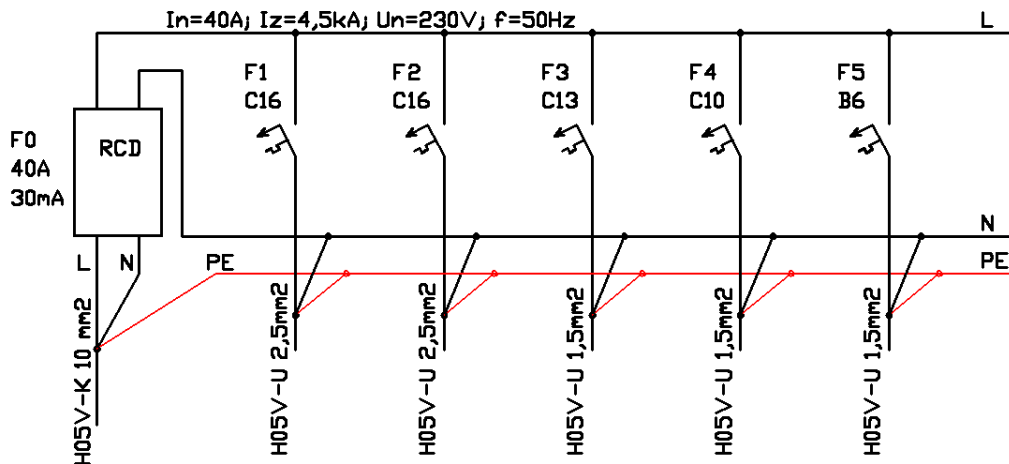 In=40A; Iz=4,5kA; Un=230V; f=50Hz
L
F1
C16
F2
C16
F3
C13
F4
C10
F5
B6
F0
40A
30mA
RCD
N
L
N
PE
PE
H05V-K 10 mm2
H05V-U 2,5mm2
H05V-U 2,5mm2
H05V-U 1,5mm2
H05V-U 1,5mm2
H05V-U 1,5mm2